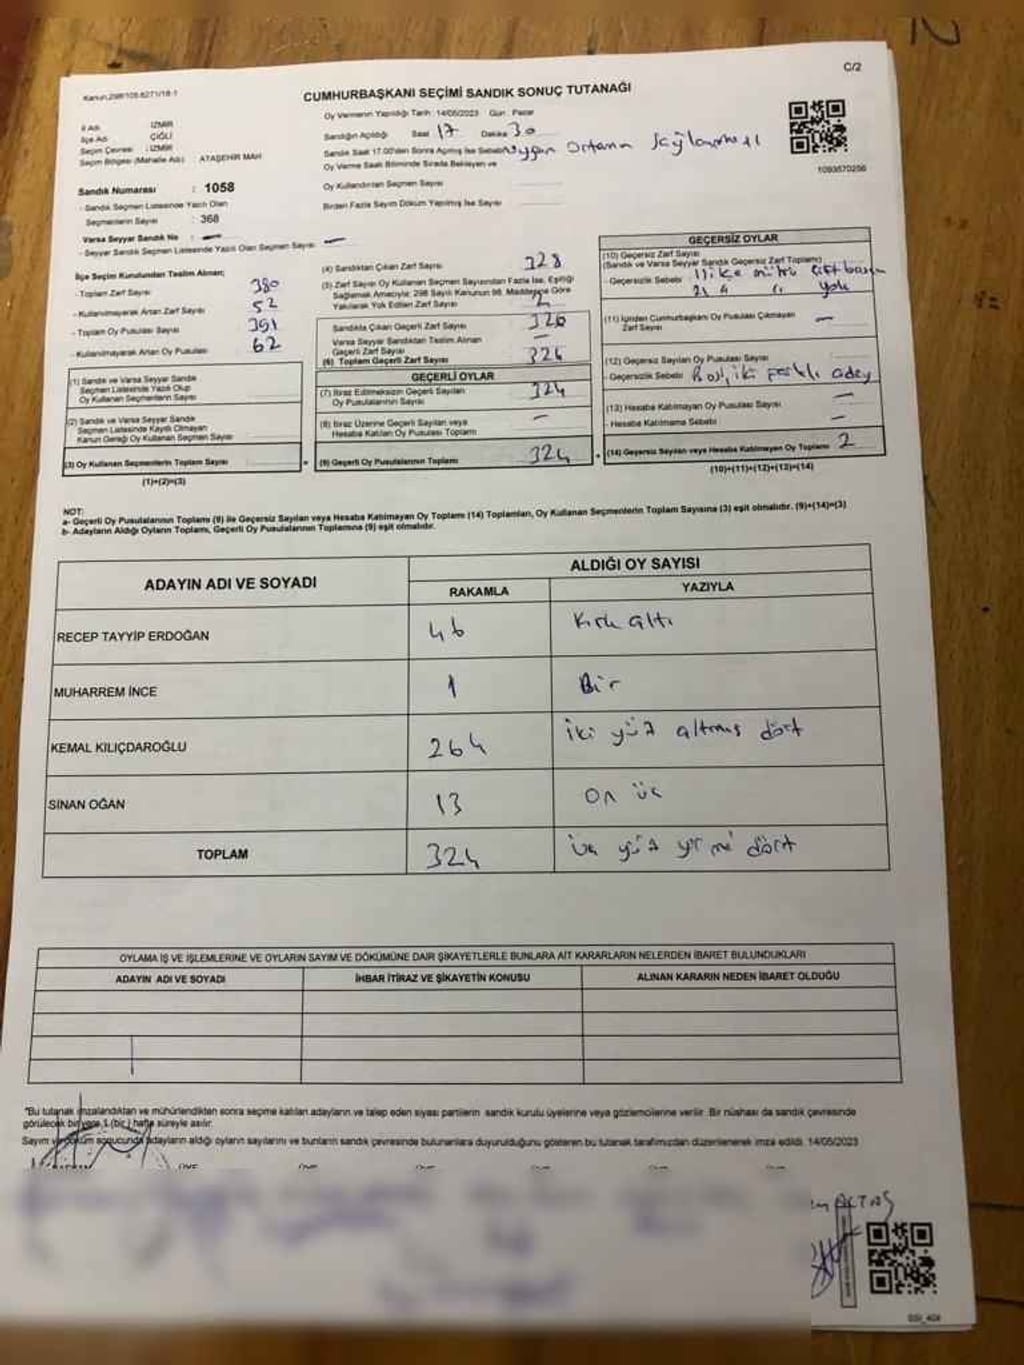 C/2
Kanun,298/105.6271/18-1
CUMHURBAŞKANI SEÇİMİ SANDIK SONUÇ TUTANAĞI
İl Adı : İZMİR
İlçe Adı : ÇİĞLİ
Seçim Çevresi : İZMİR
Seçim Bölgesi (Mahalle Adı) : ATAŞEHİR MAH
Sandık Numarası : 1058
- Sandık Seçmen Listesinde Yazılı Olan
Seçmenlerin Sayısı : 368
Varsa Seyyar Sandık No : —
- Seyyar Sandık Seçmen Listesinde Yazılı Olan Seçmen Sayısı: —
Oy Vermenin Yapıldığı Tarih : 14/05/2023 Gün : Pazar
Sandığın Açıldığı Saat 17 Dakika 30
Sandık Saat 17.00'den Sonra Açılmış İse Sebebi Uygun Ortamın Sağlanması
Oy Verme Saati Bitiminde Sırada Bekleyen ve
Oy Kullandırılan Seçmen Sayısı
Birden Fazla Sayım Döküm Yapılmış İse Sayısı
1093570256
İlçe Seçim Kurulundan Teslim Alınan;
- Toplam Zarf Sayısı : 380
- Kullanılmayarak Artan Zarf Sayısı : 52
- Toplam Oy Pusulası Sayısı : 391
- Kullanılmayarak Artan Oy Pusulası : 62
(1) Sandık ve Varsa Seyyar Sandık
Seçmen Listesinde Yazılı Olup
Oy Kullanan Seçmenlerin Sayısı
(2) Sandık ve Varsa Seyyar Sandık
Seçmen Listesinde Kayıtlı Olmayan
Kanun Gereği Oy Kullanan Seçmen Sayısı
(3) Oy Kullanan Seçmenlerin Toplam Sayısı
(1)+(2)=(3)
(4) Sandıktan Çıkan Zarf Sayısı 328
(5) Zarf Sayısı Oy Kullanan Seçmen Sayısından Fazla İse, Eşitliği
Sağlamak Amacıyla; 298 Sayılı Kanunun 98. Maddesine Göre
Yakılarak Yok Edilen Zarf Sayısı 2
Sandıkta Çıkan Geçerli Zarf Sayısı 326
Varsa Seyyar Sandıktan Teslim Alınan
Geçerli Zarf Sayısı —
(6) Toplam Geçerli Zarf Sayısı 326
GEÇERLİ OYLAR
(7) İtiraz Edilmeksizin Geçerli Sayılan
Oy Pusulalarının Sayısı 324
(8) İtiraz Üzerine Geçerli Sayılan veya
Hesaba Katılan Oy Pusulası Toplamı —
(9) Geçerli Oy Pusulalarının Toplamı 324
GEÇERSİZ OYLAR
(10) Geçersiz Zarf Sayısı
(Sandık ve Varsa Seyyar Sandık Geçersiz Zarf Toplamı)
- Geçersizlik Sebebi : yok
(11) İçinden Cumhurbaşkanı Oy Pusulası Çıkmayan
Zarf Sayısı —
(12) Geçersiz Sayılan Oy Pusulası Sayısı
- Geçersizlik Sebebi : Boş, iki farklı aday
(13) Hesaba Katılmayan Oy Pusulası Sayısı —
- Hesaba Katılmama Sebebi : —
(14) Geçersiz Sayılan veya Hesaba Katılmayan Oy Toplamı 2
(10)+(11)+(12)+(13)=(14)
NOT:
a- Geçerli Oy Pusulalarının Toplamı (9) ile Geçersiz Sayılan veya Hesaba Katılmayan Oy Toplamı (14) Toplamları, Oy Kullanan Seçmenlerin Toplam Sayısına (3) eşit olmalıdır. (9)+(14)=(3)
b- Adayların Aldığı Oyların Toplamı, Geçerli Oy Pusulalarının Toplamına (9) eşit olmalıdır.
ADAYIN ADI VE SOYADI
ALDIĞI OY SAYISI
RAKAMLA YAZIYLA
RECEP TAYYİP ERDOĞAN 46 Kırk altı
MUHARREM İNCE 1 Bir
KEMAL KILIÇDAROĞLU 264 iki yüz altmış dört
SİNAN OĞAN 13 on üç
TOPLAM 324 üç yüz yirmi dört
OYLAMA İŞ VE İŞLEMLERİNE VE OYLARIN SAYIM VE DÖKÜMÜNE DAİR ŞİKAYETLERLE BUNLARA AİT KARARLARIN NELERDEN İBARET BULUNDUKLARI
ADAYIN ADI VE SOYADI İHBAR İTİRAZ VE ŞİKAYETİN KONUSU ALINAN KARARIN NEDEN İBARET OLDUĞU
*Bu tutanak imzalandıktan ve mühürlendikten sonra seçime katılan adayların ve talep eden siyasi partilerin sandık kurulu üyelerine veya gözlemcilerine verilir. Bir nüshası da sandık çevresinde
görülecek bir yere 1 (bir) hafta süreyle asılır.
Sayım ve döküm sonucunda adayların aldığı oyların sayılarını ve bunların sandık çevresinde bulunanlara duyurulduğunu gösteren bu tutanak tarafımızdan düzenlenerek imza edildi. 14/05/2023